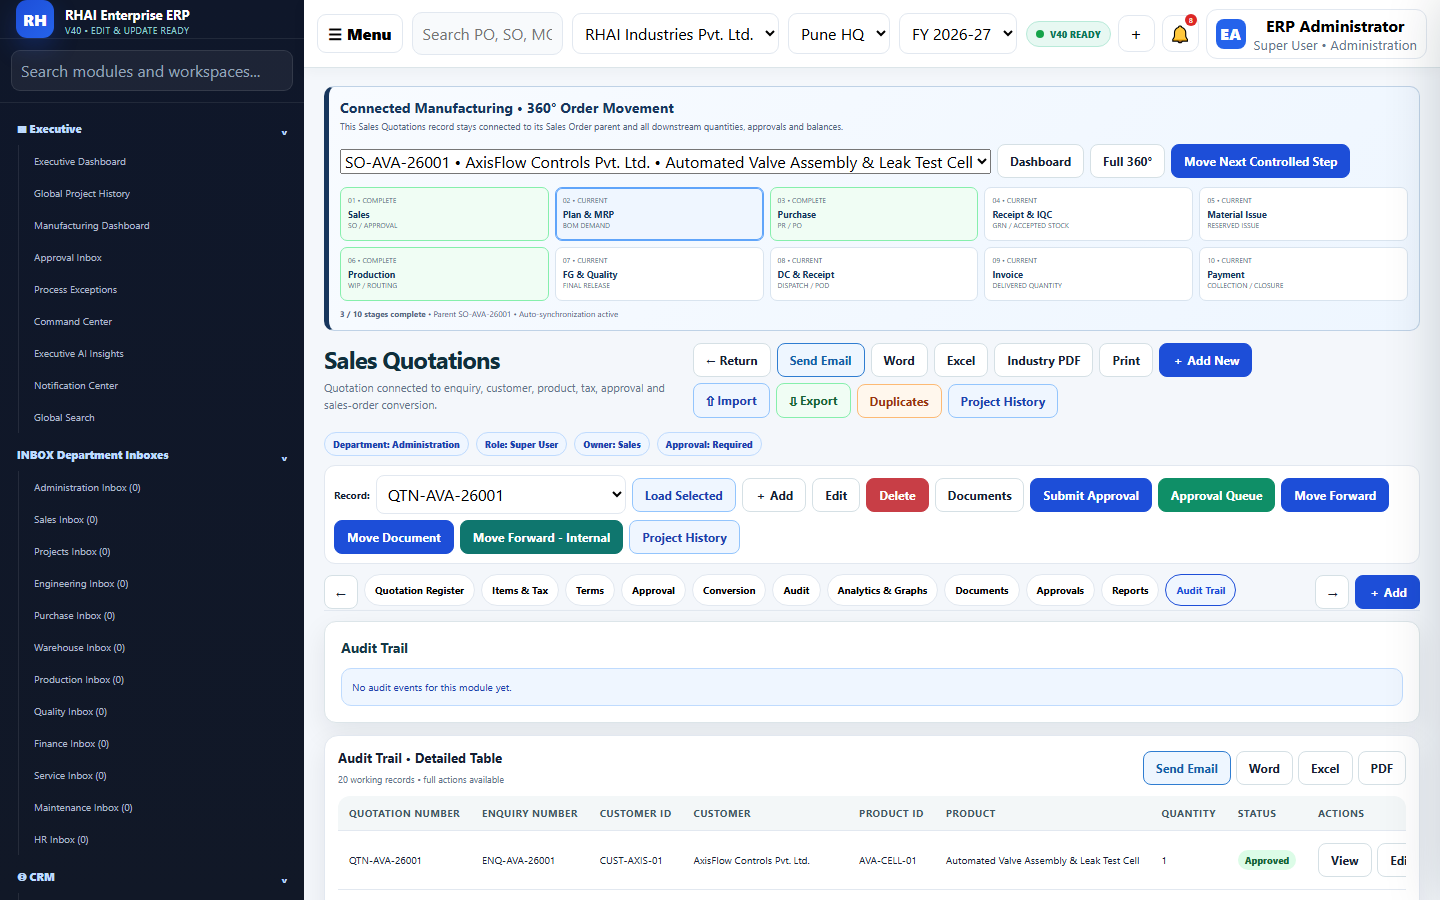 RH
RHAI Enterprise ERP
V40 • EDIT & UPDATE READY
Search modules and workspaces...
Executive
Executive Dashboard
Global Project History
Manufacturing Dashboard
Approval Inbox
Process Exceptions
Command Center
Executive AI Insights
Notification Center
Global Search
INBOX Department Inboxes
Administration Inbox (0)
Sales Inbox (0)
Projects Inbox (0)
Engineering Inbox (0)
Purchase Inbox (0)
Warehouse Inbox (0)
Production Inbox (0)
Quality Inbox (0)
Finance Inbox (0)
Service Inbox (0)
Maintenance Inbox (0)
HR Inbox (0)
CRM
☰ Menu
Search PO, SO, MO
RHAI Industries Pvt. Ltd.
Pune HQ
FY 2026-27
V40 READY
+
8
EA
ERP Administrator
Super User • Administration
Connected Manufacturing • 360° Order Movement
This Sales Quotations record stays connected to its Sales Order parent and all downstream quantities, approvals and balances.
SO-AVA-26001 • AxisFlow Controls Pvt. Ltd. • Automated Valve Assembly & Leak Test Cell
Dashboard
Full 360°
Move Next Controlled Step
01 • COMPLETE
Sales
SO / APPROVAL
02 • CURRENT
Plan & MRP
BOM DEMAND
03 • COMPLETE
Purchase
PR / PO
04 • CURRENT
Receipt & IQC
GRN / ACCEPTED STOCK
05 • CURRENT
Material Issue
RESERVED ISSUE
06 • COMPLETE
Production
WIP / ROUTING
07 • CURRENT
FG & Quality
FINAL RELEASE
08 • CURRENT
DC & Receipt
DISPATCH / POD
09 • CURRENT
Invoice
DELIVERED QUANTITY
10 • CURRENT
Payment
COLLECTION / CLOSURE
3 / 10 stages complete • Parent SO-AVA-26001 • Auto-synchronization active
Sales Quotations
Quotation connected to enquiry, customer, product, tax, approval and
sales-order conversion.
← Return
Send Email
Word
Excel
Industry PDF
Print
+ Add New
⇧ Import
⇩ Export
Duplicates
Project History
Department: Administration
Role: Super User
Owner: Sales
Approval: Required
Record:
QTN-AVA-26001
Load Selected
+ Add
Edit
Delete
Documents
Submit Approval
Approval Queue
Move Forward
Move Document
Move Forward - Internal
Project History
←
Quotation Register
Items & Tax
Terms
Approval
Conversion
Audit
Analytics & Graphs
Documents
Approvals
Reports
Audit Trail
→
+ Add
Audit Trail
No audit events for this module yet.
Audit Trail • Detailed Table
20 working records • full actions available
Send Email
Word
Excel
PDF
QUOTATION NUMBER ENQUIRY NUMBER CUSTOMER ID CUSTOMER PRODUCT ID PRODUCT QUANTITY STATUS ACTIONS
QTN-AVA-26001 ENQ-AVA-26001 CUST-AXIS-01 AxisFlow Controls Pvt. Ltd. AVA-CELL-01 Automated Valve Assembly & Leak Test Cell 1 Approved View Edi